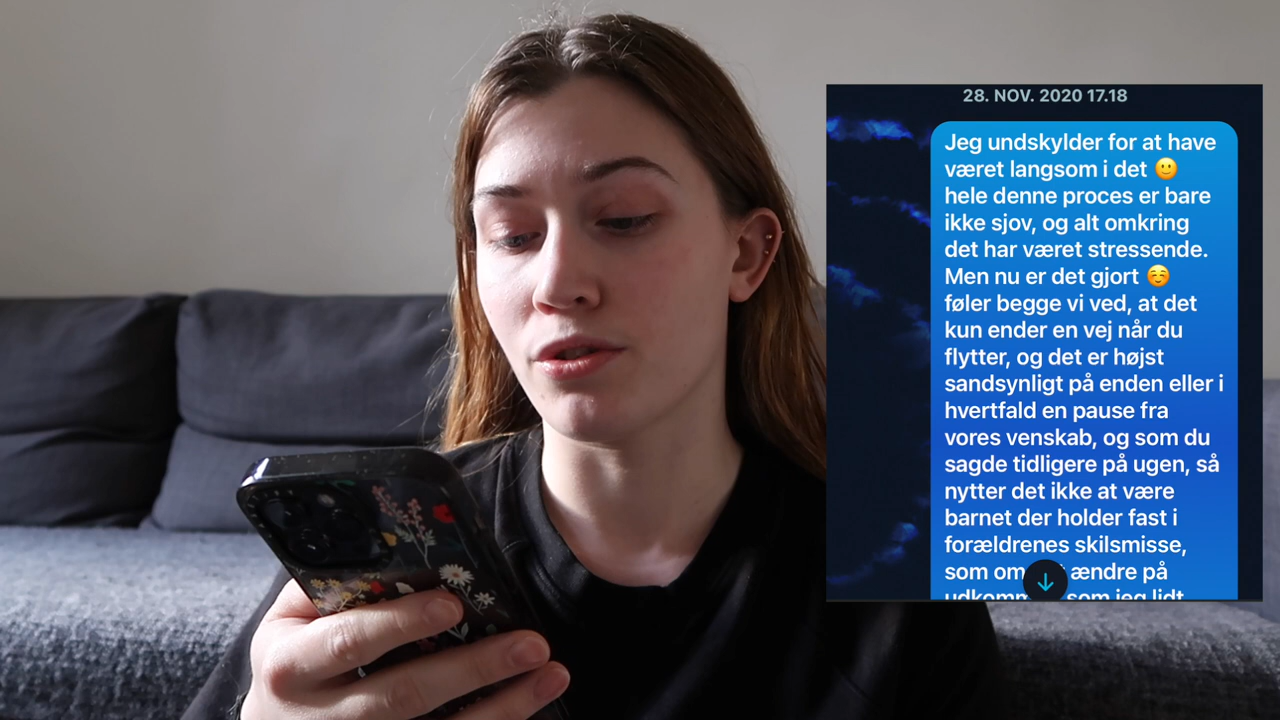 28. NOV. 2020 17.18
Jeg undskylder for at have
været langsom i det 🙂
hele denne proces er bare
ikke sjov, og alt omkring
det har været stressende.
Men nu er det gjort ☺️
føler begge vi ved, at det
kun ender en vej når du
flytter, og det er højst
sandsynligt på enden eller i
hvertfald en pause fra
vores venskab, og som du
sagde tidligere på ugen, så
nytter det ikke at være
barnet der holder fast i
forældrenes skilsmisse,
som ændre på
som jeg lidt